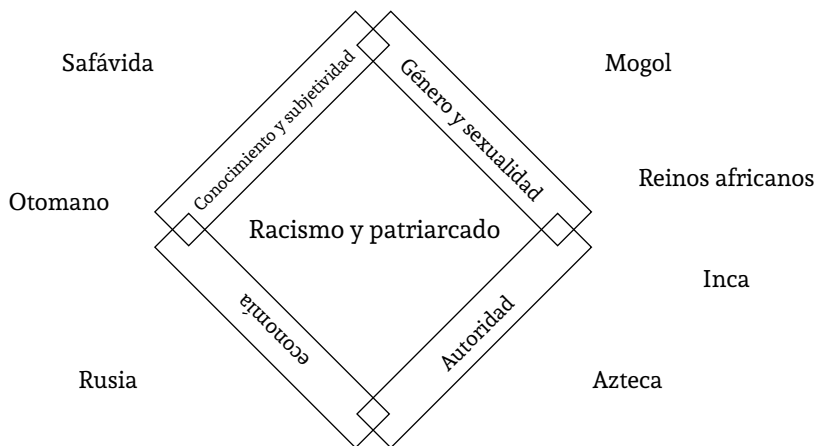 Safávida
Mogol
Conocimiento y subjetividad
Género y sexualidad
Reinos africanos
Otomano
Racismo y patriarcado
Inca
economía
Autoridad
Rusia
Azteca